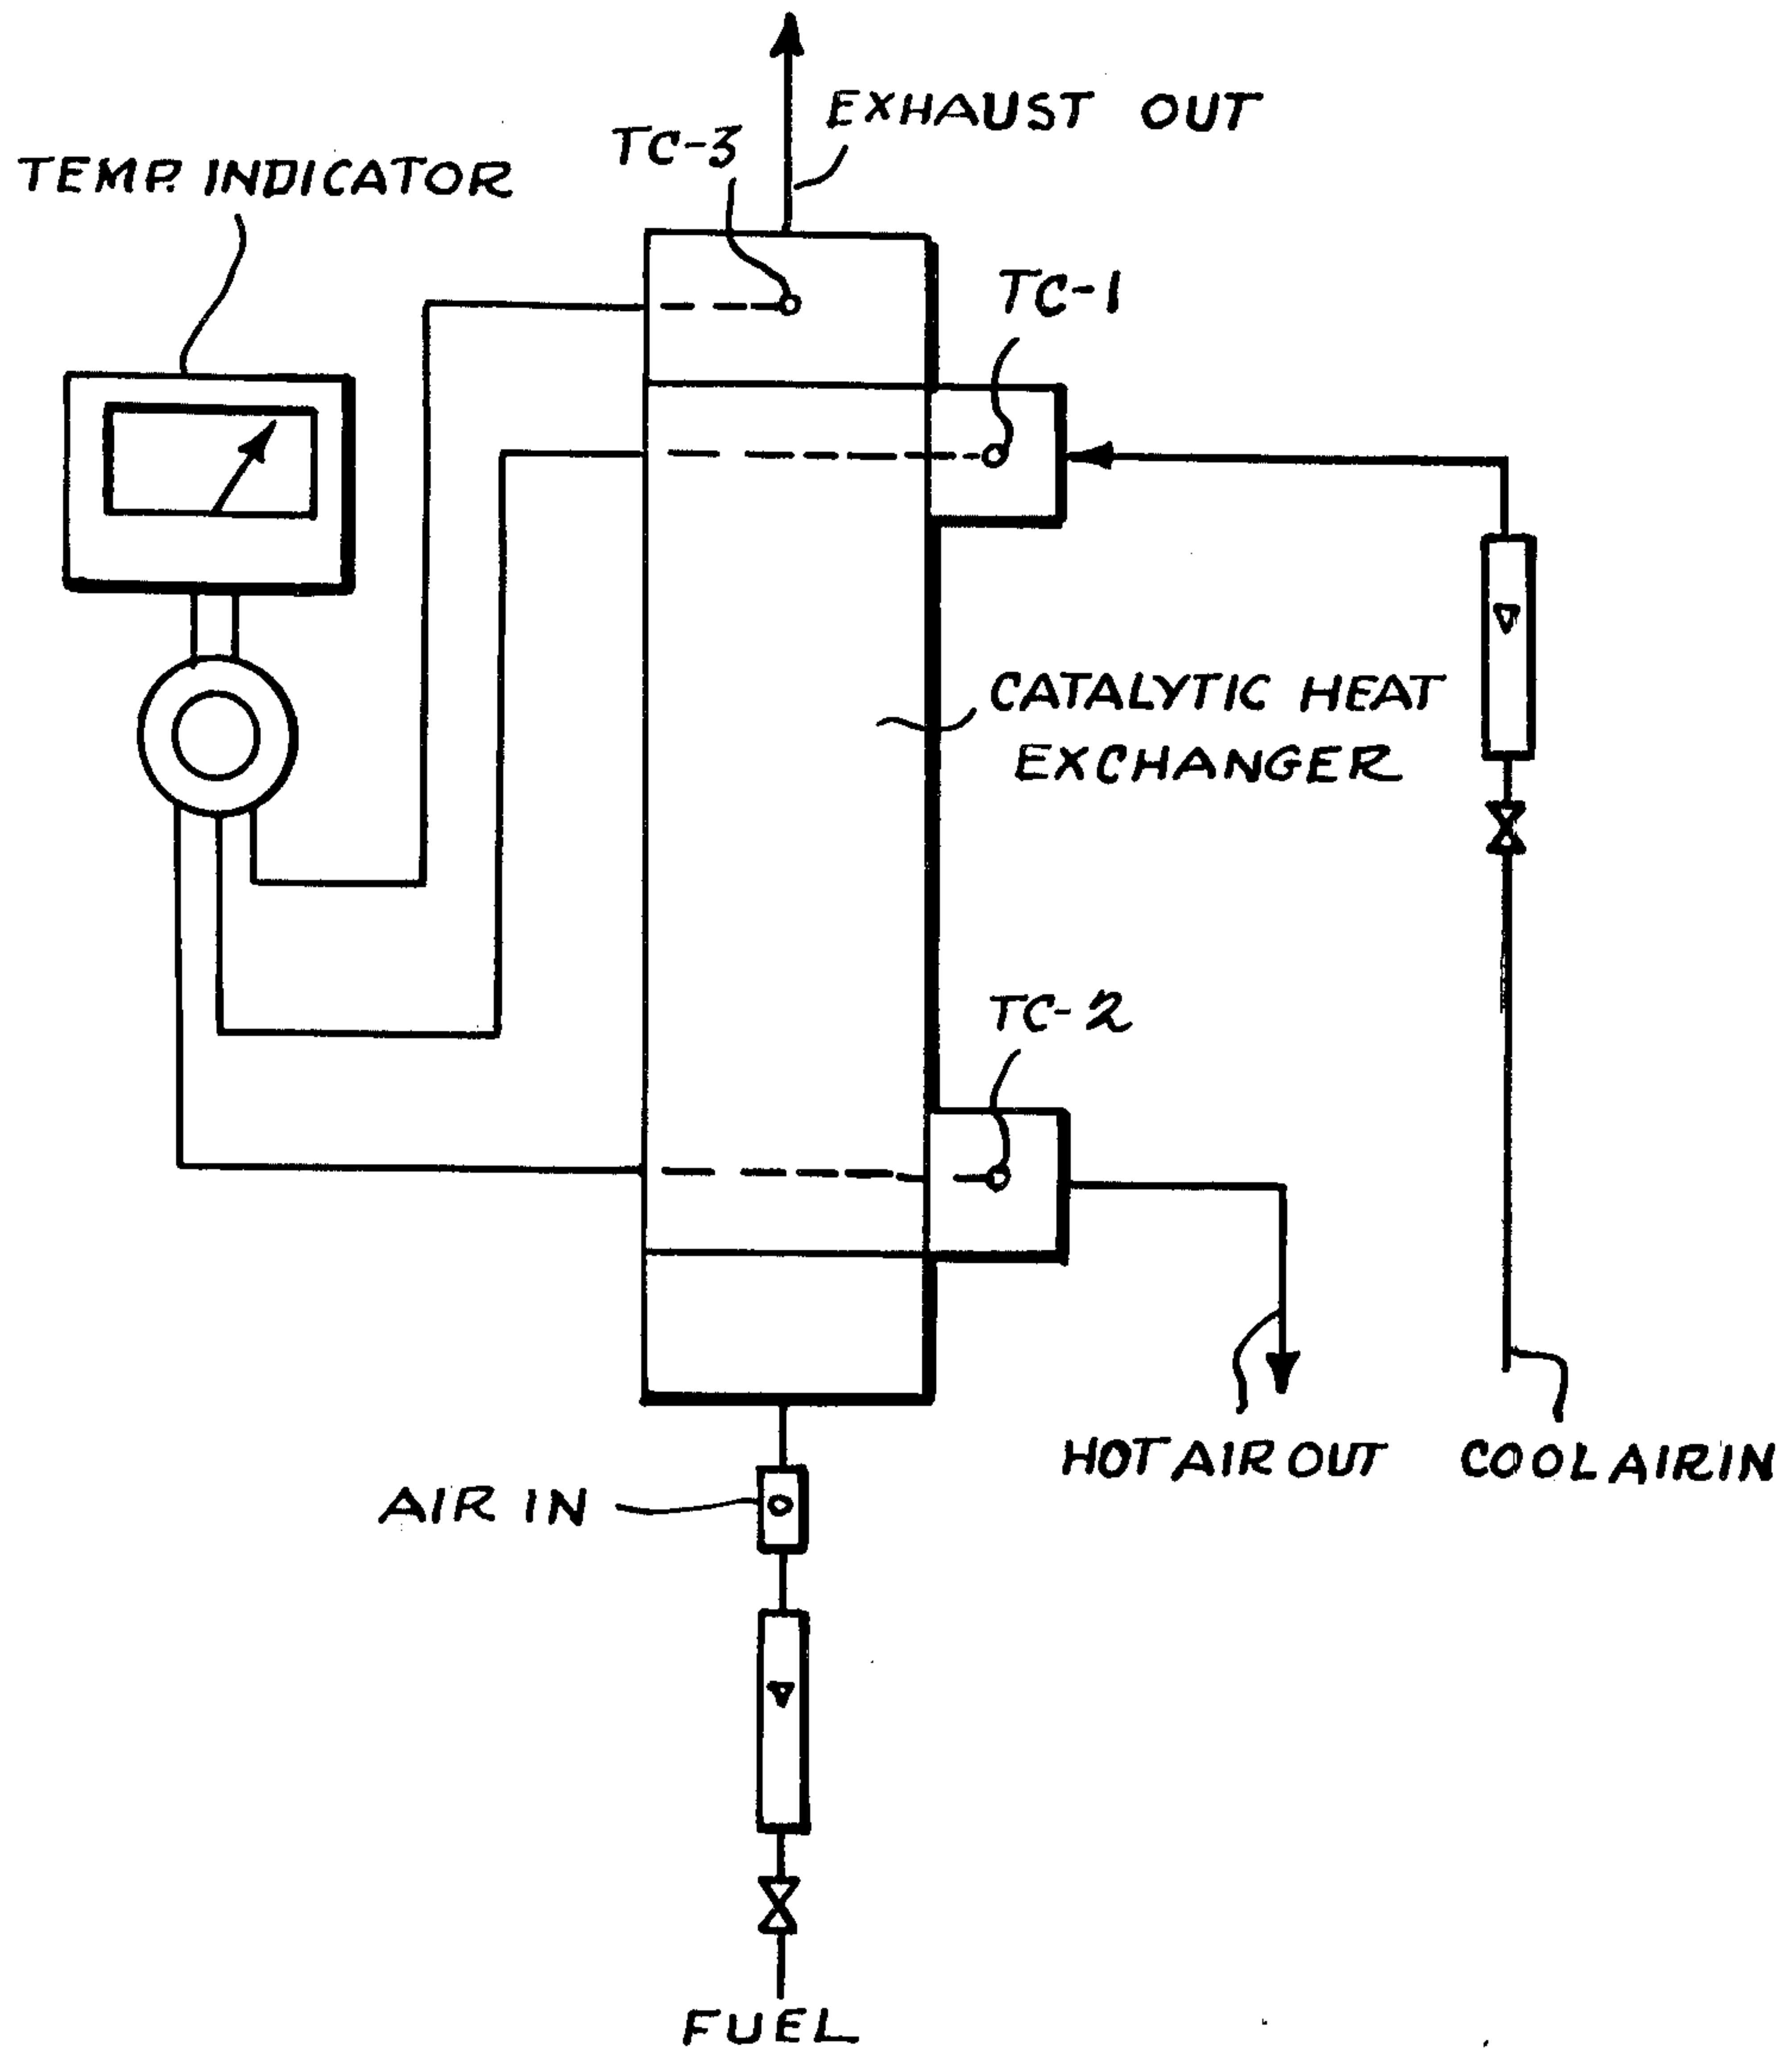 EXHAUST OUT
TC-3
TEMP. INDICATOR
TC-1
CATALYTIC HEAT
EXCHANGER
TC-2
HOT AIR OUT
COOL AIR IN
AIR IN
FUEL